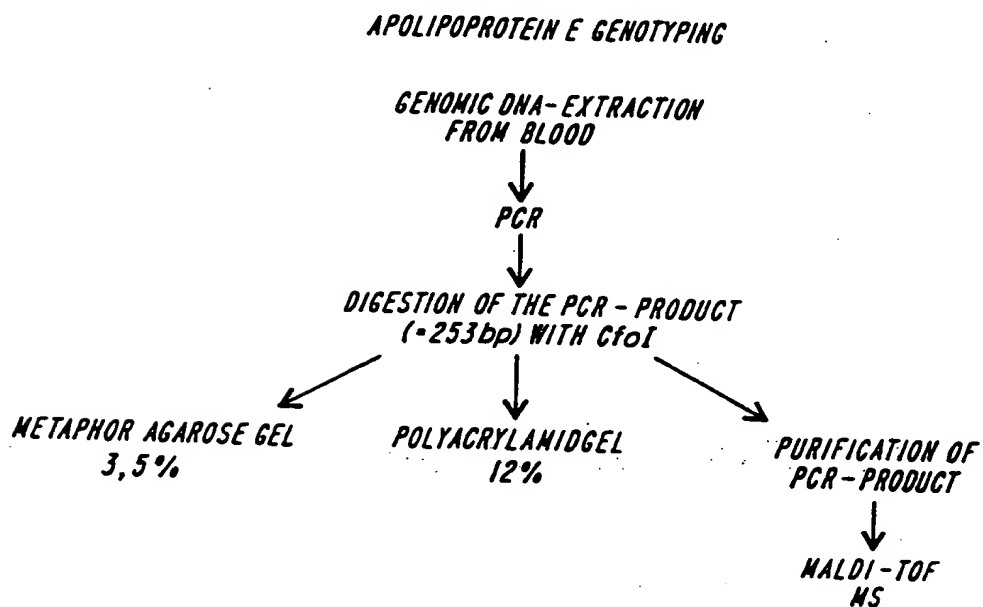 APOLIPOPROTEIN E GENOTYPING
GENOMIC DNA-EXTRACTION
FROM BLOOD
PCR
DIGESTION OF THE PCR-PRODUCT
(=253bp) WITH CfoI
METAPHOR AGAROSE GEL
3,5%
POLYACRYLAMIDGEL
12%
PURIFICATION OF
PCR-PRODUCT
MALDI-TOF
MS